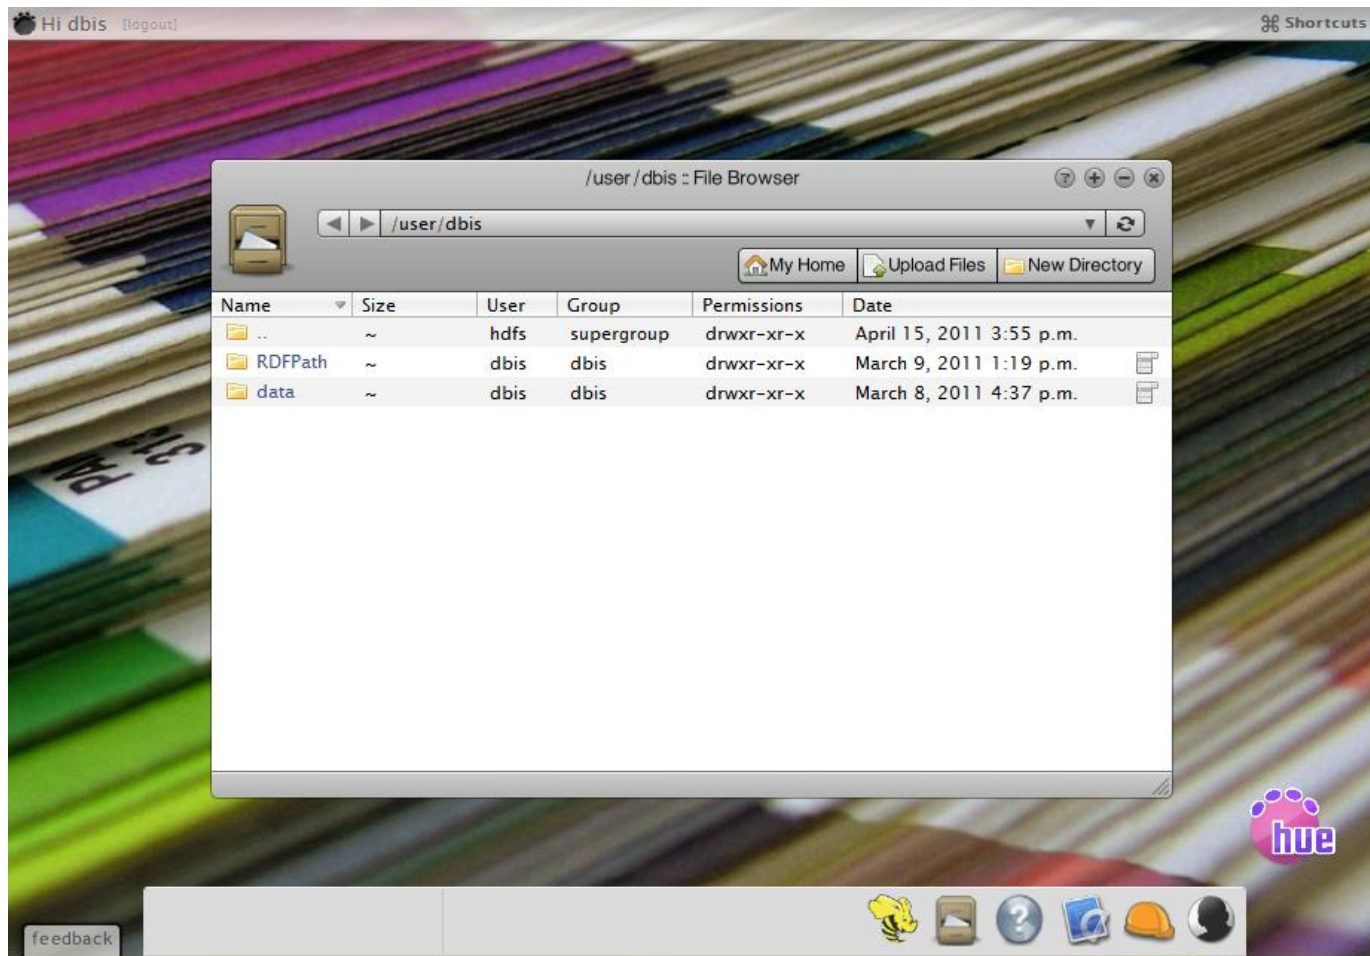 Hi dbis [logout]
⌘ Shortcuts
/user/dbis :: File Browser
/user/dbis
My Home Upload Files New Directory
Name Size User Group Permissions Date
.. ~ hdfs supergroup drwxr-xr-x April 15, 2011 3:55 p.m.
RDFPath ~ dbis dbis drwxr-xr-x March 9, 2011 1:19 p.m.
data ~ dbis dbis drwxr-xr-x March 8, 2011 4:37 p.m.
313
hue
feedback